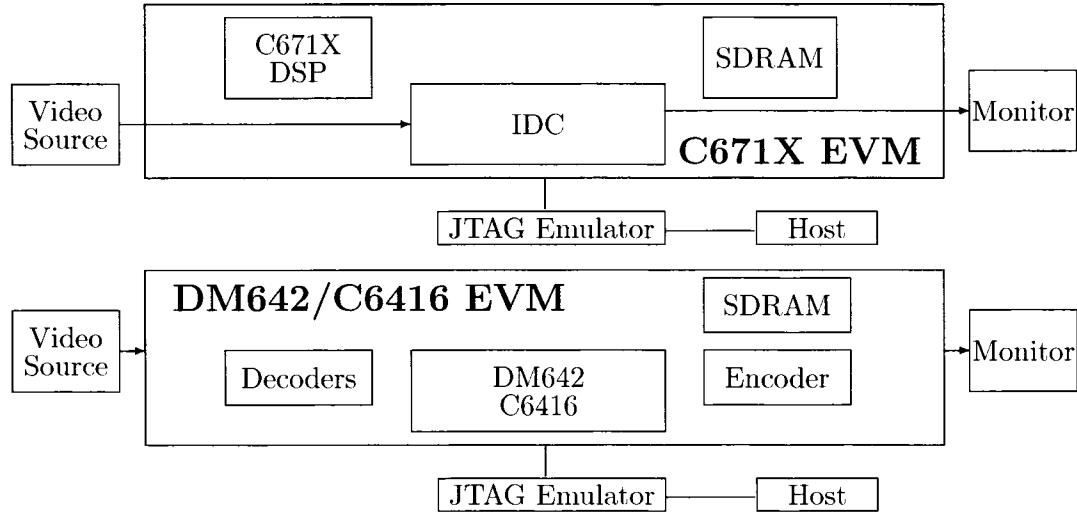 C671X
DSP
SDRAM
Video
Source
IDC
Monitor
C671X EVM
JTAG Emulator
Host
DM642/C6416 EVM
SDRAM
Video
Source
Monitor
Decoders
DM642
C6416
Encoder
JTAG Emulator
Host